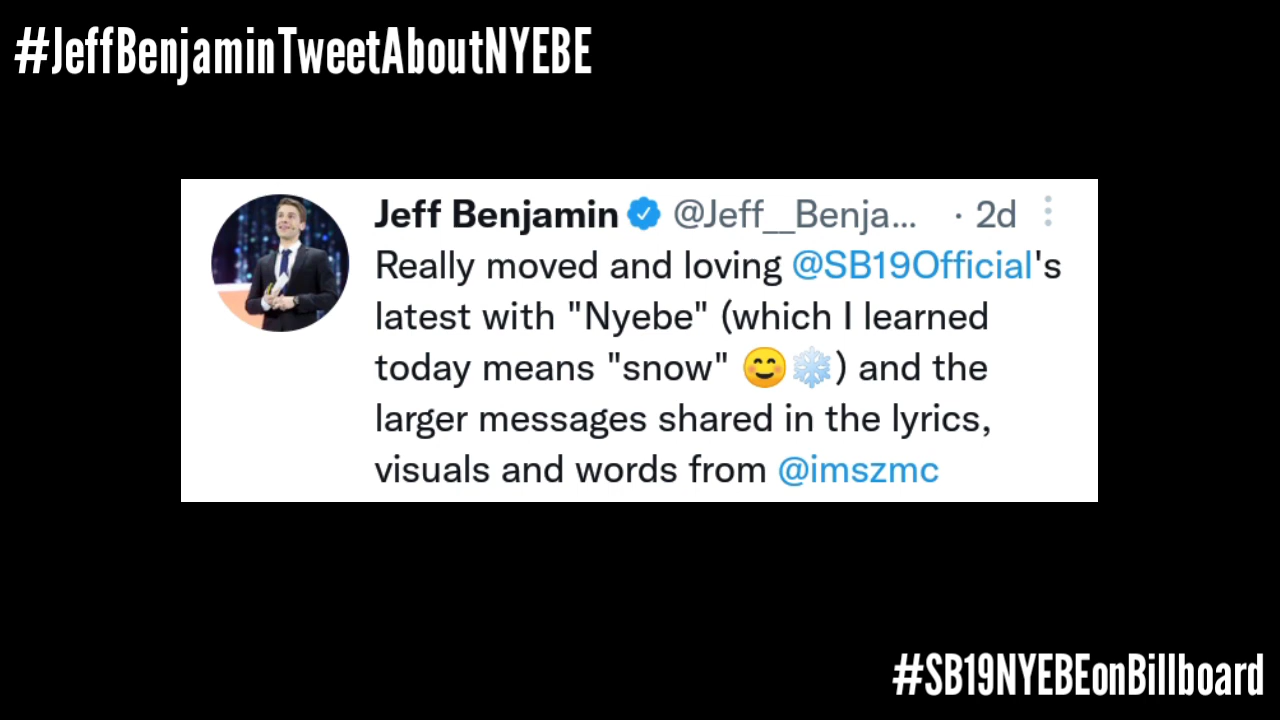 #JeffBenjaminTweetAboutNYEBE
Jeff Benjamin @Jeff__Benja... · 2d
Really moved and loving @SB19Official's
latest with "Nyebe" (which I learned
today means "snow" 😊❄️) and the
larger messages shared in the lyrics,
visuals and words from @imszmc
#SB19NYEBEonBillboard